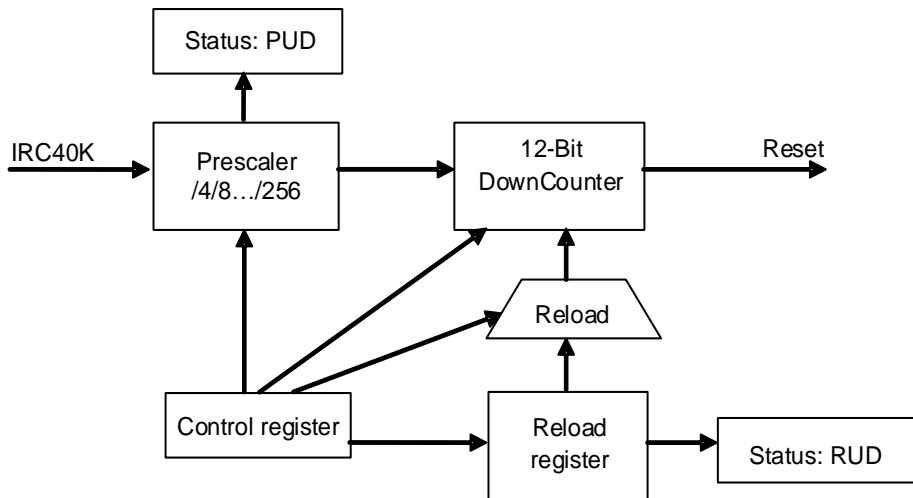 Status: PUD
IRC40K
Prescaler
/4/8…/256
12-Bit
DownCounter
Reset
Reload
Control register
Reload
register
Status: RUD